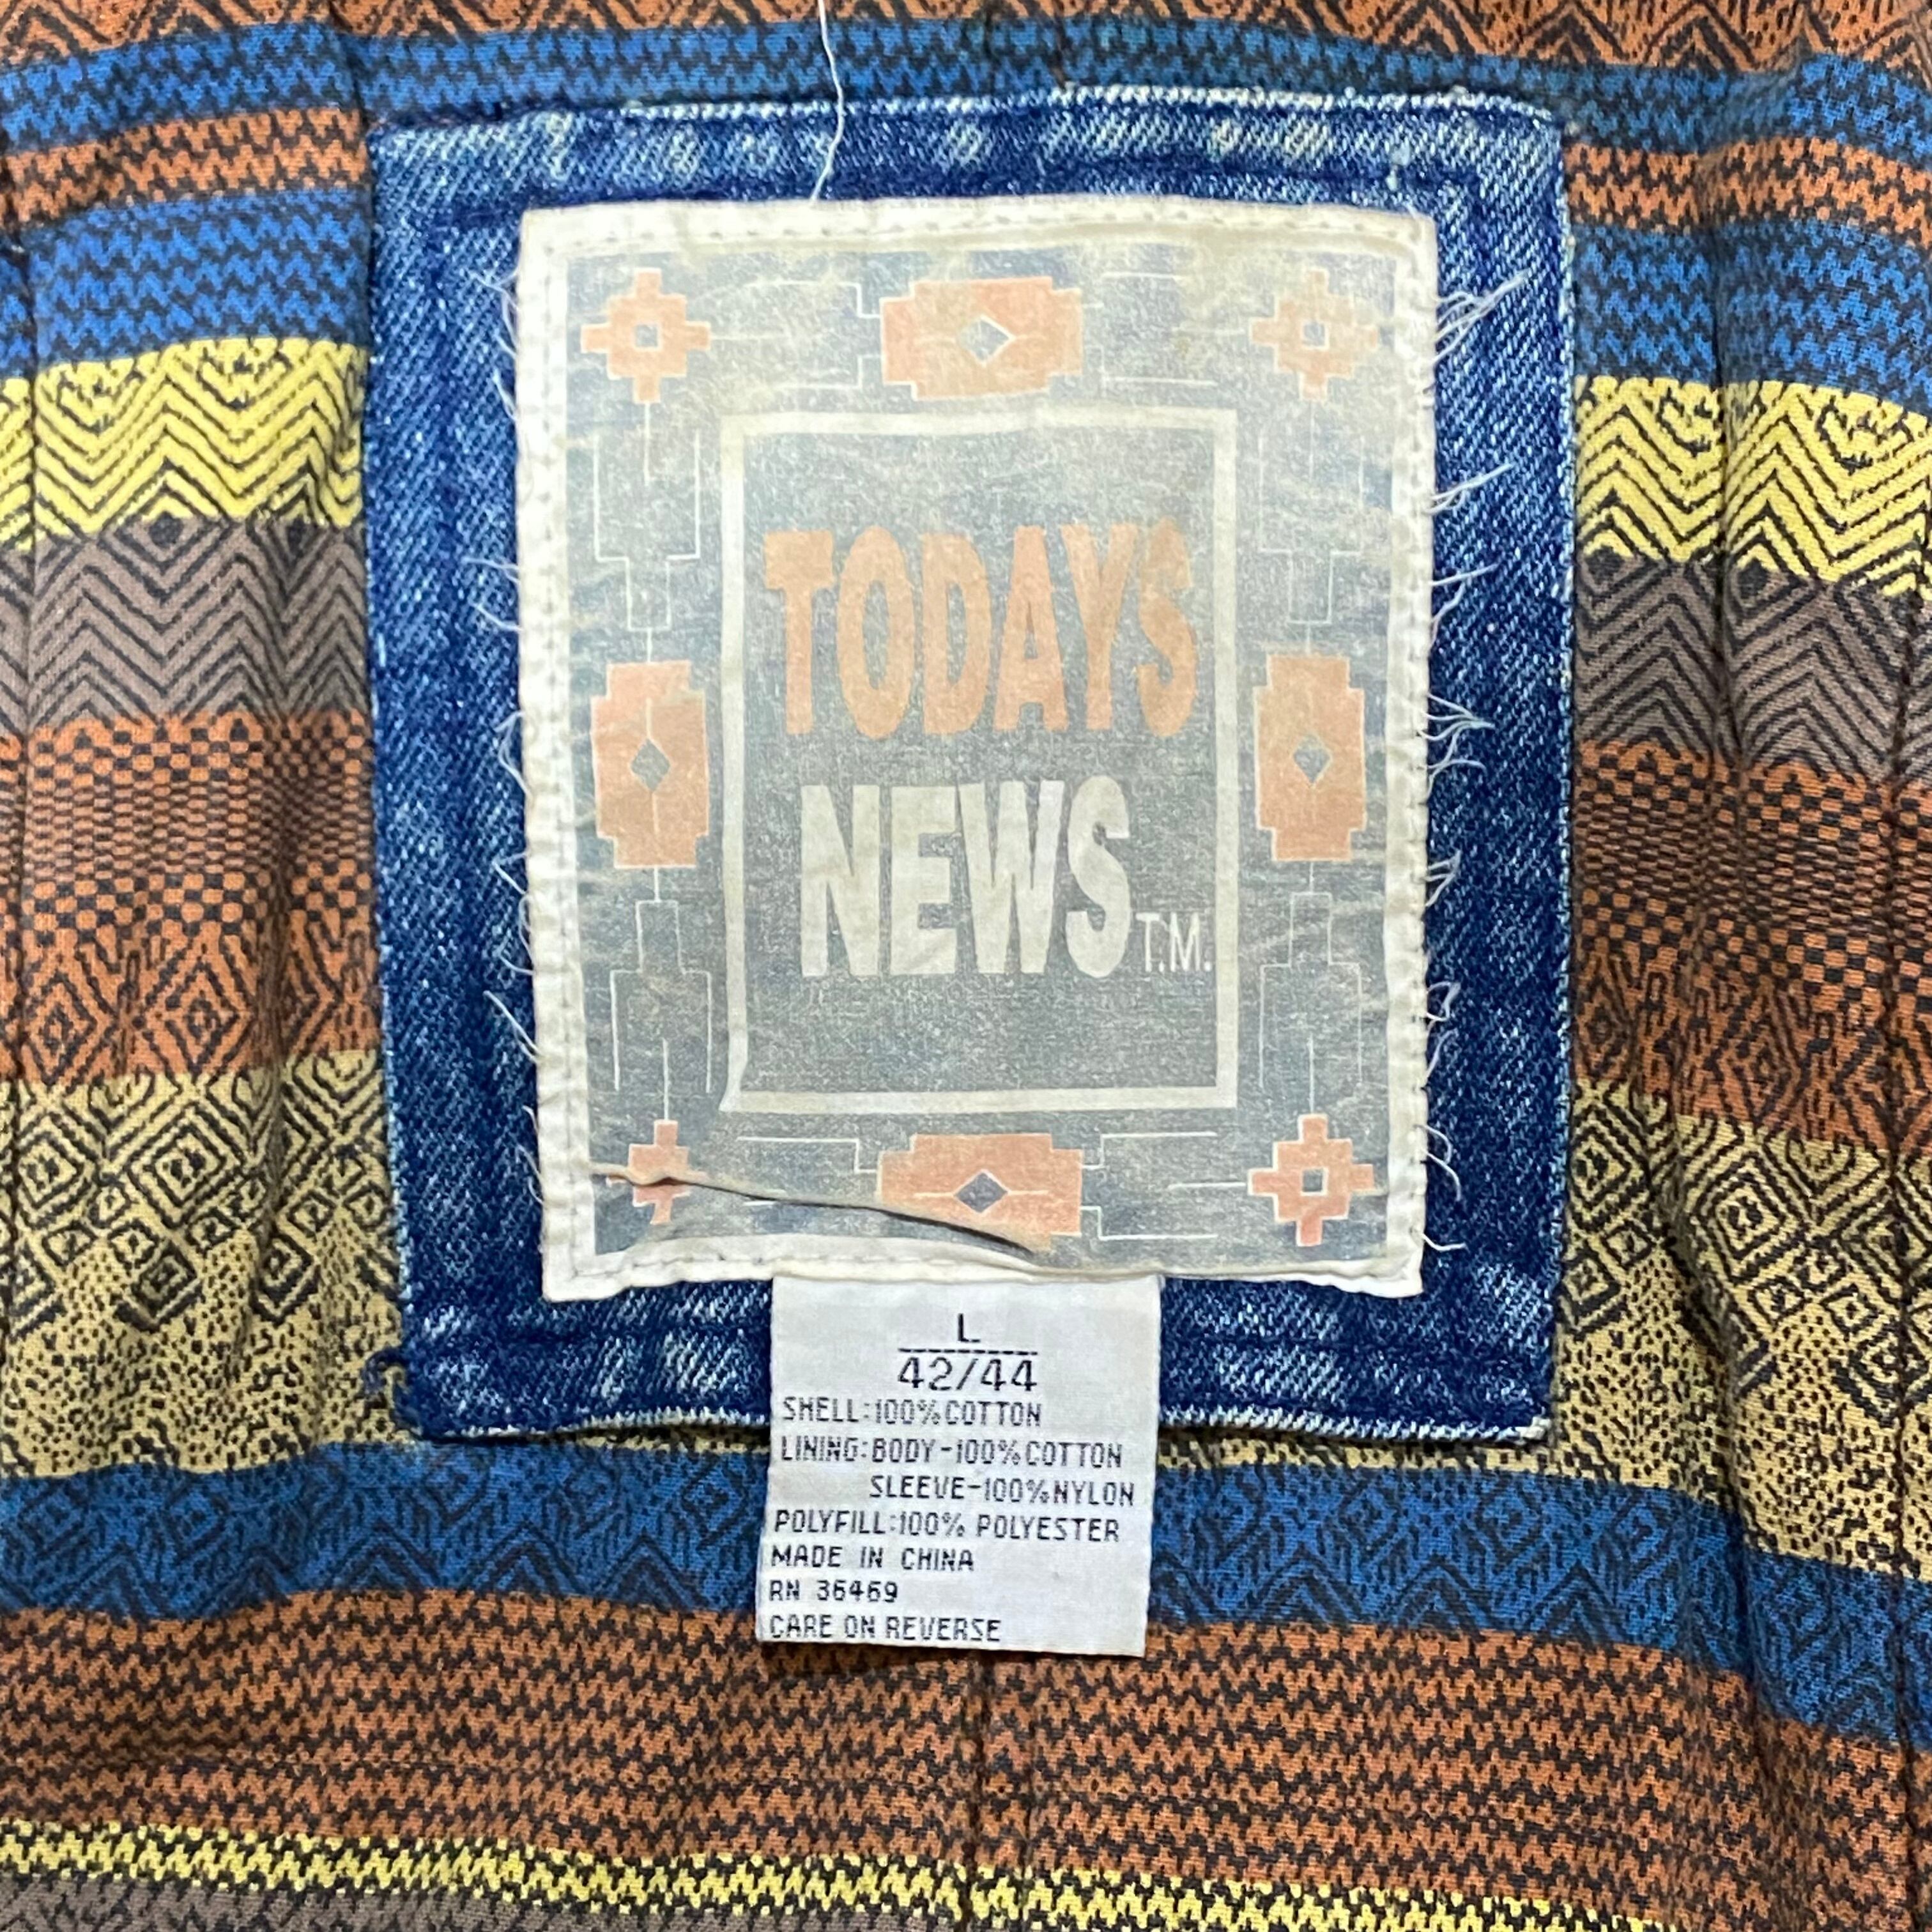 TODAYS
NEWS T.M.
L
42/44
SHELL:100%COTTON
LINING:BODY-100%COTTON
SLEEVE-100%NYLON
POLYFILL:100% POLYESTER
MADE IN CHINA
RN 36469
CARE ON REVERSE